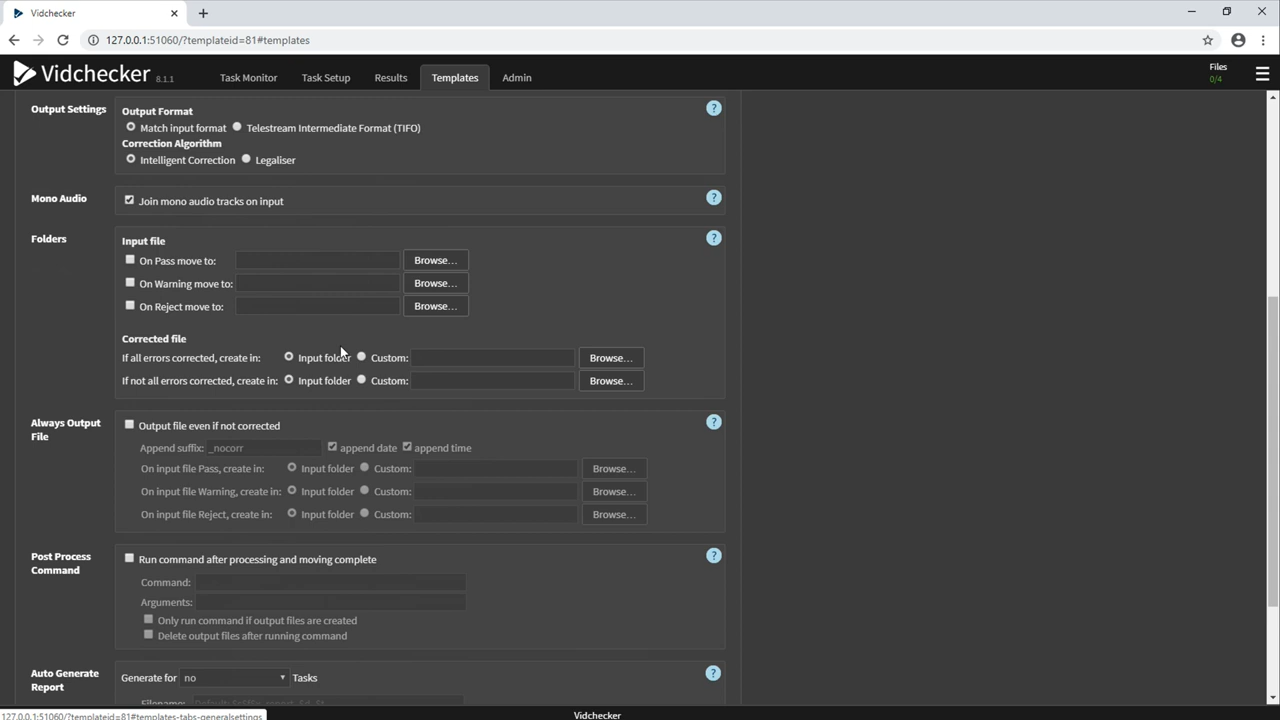 Vidchecker
127.0.0.1:51060/?templateid=81#templates
Vidchecker 8.1.1
Task Monitor
Task Setup
Results
Templates
Admin
Files
0/4
Output Settings
Output Format
Match input format
Telestream Intermediate Format (TIFO)
Correction Algorithm
Intelligent Correction
Legaliser
?
Mono Audio
Join mono audio tracks on input
?
Folders
Input file
?
On Pass move to:
Browse...
On Warning move to:
Browse...
On Reject move to:
Browse...
Corrected file
If all errors corrected, create in:
Input folder
Custom:
Browse...
If not all errors corrected, create in:
Input folder
Custom:
Browse...
Always Output
File
Output file even if not corrected
?
Append suffix: _nocorr
append date
append time
On input file Pass, create in:
Input folder
Custom:
Browse...
On input file Warning, create in:
Input folder
Custom:
Browse...
On input file Reject, create in:
Input folder
Custom:
Browse...
Post Process
Command
Run command after processing and moving complete
?
Command:
Arguments:
Only run command if output files are created
Delete output files after running command
Auto Generate
Report
Generate for no Tasks
?
Filename:
127.0.0.1:51060/?templateid=81#templates-tabs-generalsettings
Vidchecker